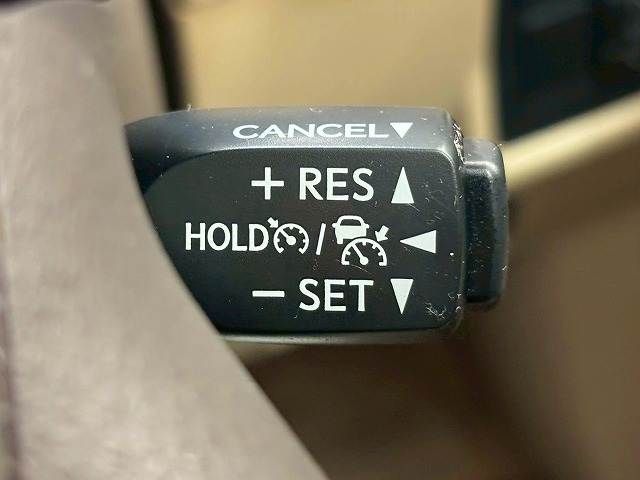 CANCEL▼
+ RES ▲
HOLD / ◀
− SET ▼